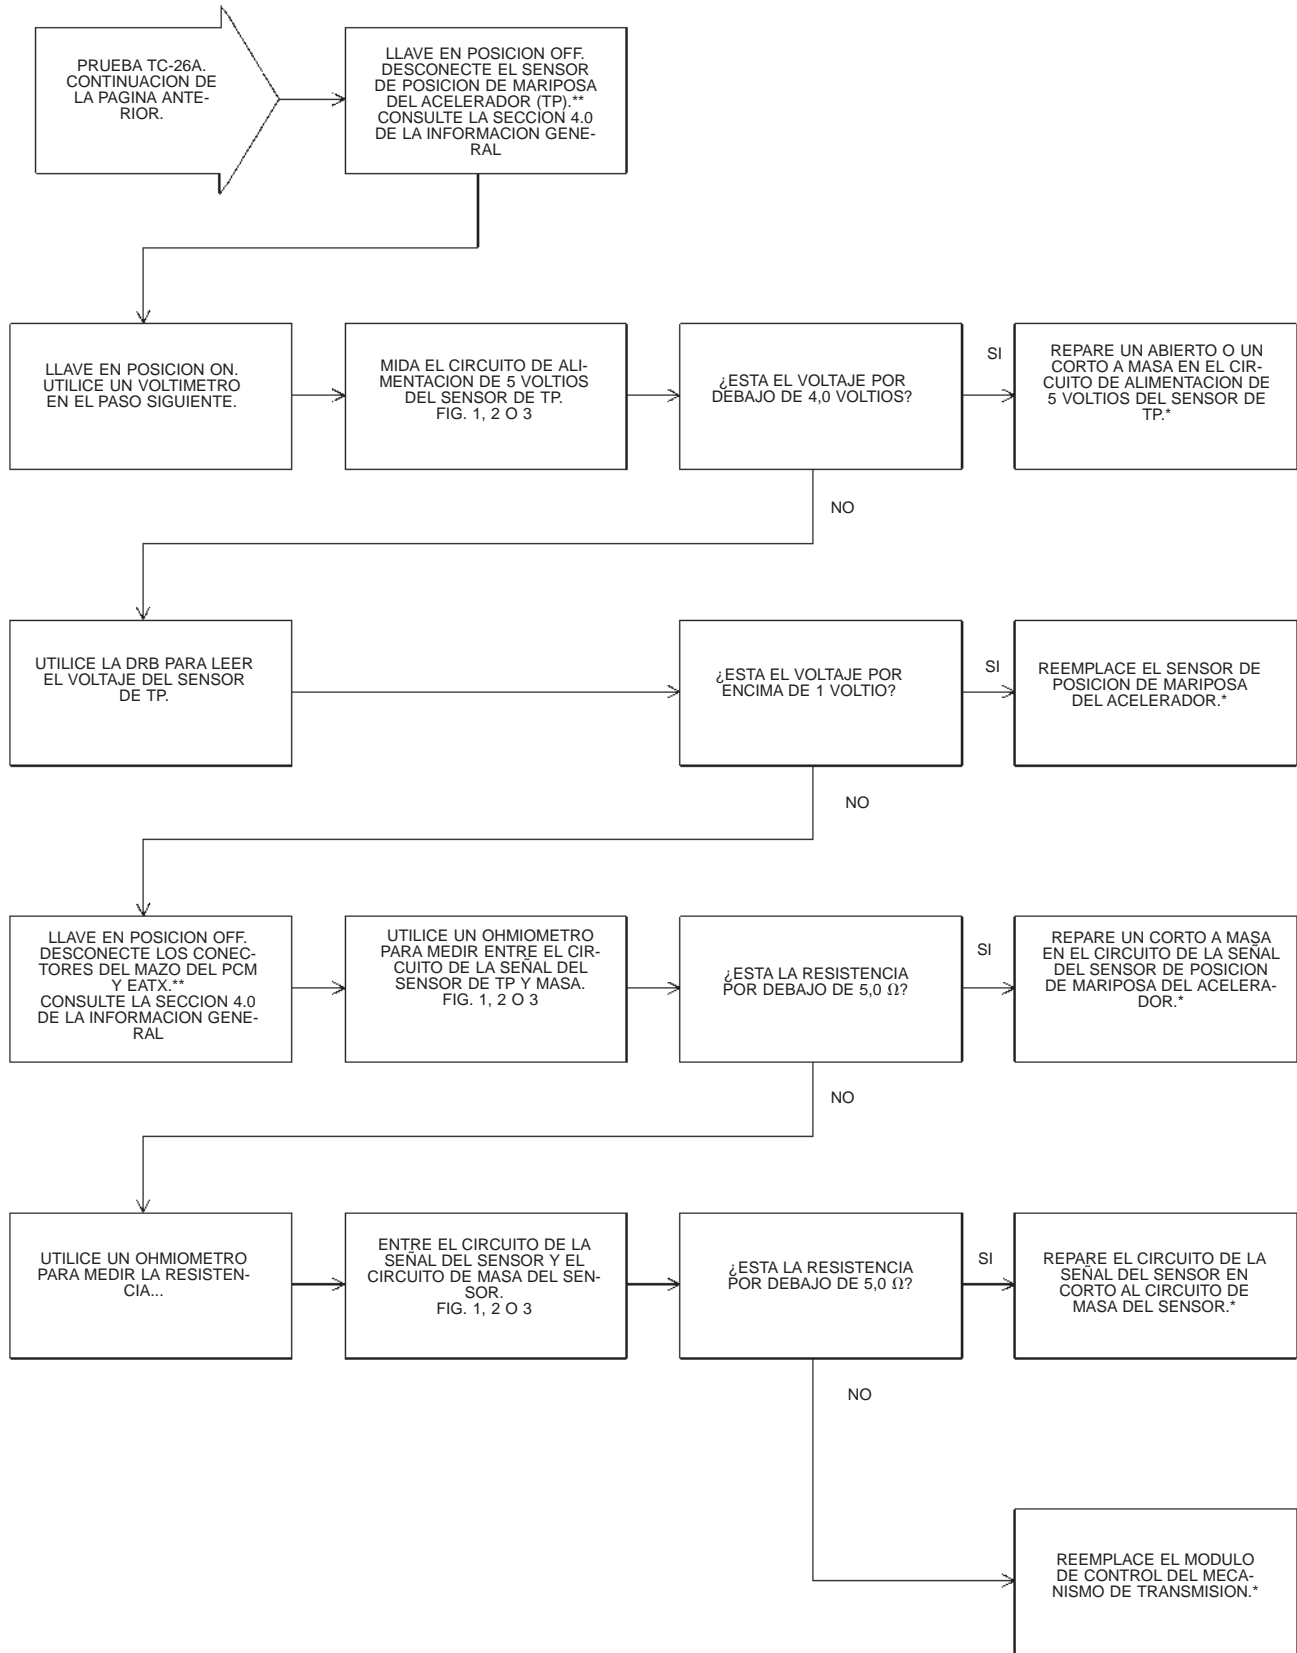 PRUEBA TC-26A.
CONTINUACION DE
LA PAGINA ANTE-
RIOR.
LLAVE EN POSICION OFF.
DESCONECTE EL SENSOR
DE POSICION DE MARIPOSA
DEL ACELERADOR (TP).**
CONSULTE LA SECCION 4.0
DE LA INFORMACION GENE-
RAL
LLAVE EN POSICION ON.
UTILICE UN VOLTIMETRO
EN EL PASO SIGUIENTE.
MIDA EL CIRCUITO DE ALI-
MENTACION DE 5 VOLTIOS
DEL SENSOR DE TP.
FIG. 1, 2 O 3
¿ESTA EL VOLTAJE POR
DEBAJO DE 4,0 VOLTIOS?
SI
REPARE UN ABIERTO O UN
CORTO A MASA EN EL CIR-
CUITO DE ALIMENTACION DE
5 VOLTIOS DEL SENSOR DE
TP.*
NO
UTILICE LA DRB PARA LEER
EL VOLTAJE DEL SENSOR
DE TP.
¿ESTA EL VOLTAJE POR
ENCIMA DE 1 VOLTIO?
SI
REEMPLACE EL SENSOR DE
POSICION DE MARIPOSA
DEL ACELERADOR.*
NO
LLAVE EN POSICION OFF.
DESCONECTE LOS CONEC-
TORES DEL MAZO DEL PCM
Y EATX.**
CONSULTE LA SECCION 4.0
DE LA INFORMACION GENE-
RAL
UTILICE UN OHMIOMETRO
PARA MEDIR ENTRE EL CIR-
CUITO DE LA SEÑAL DEL
SENSOR DE TP Y MASA.
FIG. 1, 2 O 3
¿ESTA LA RESISTENCIA
POR DEBAJO DE 5,0 Ω?
SI
REPARE UN CORTO A MASA
EN EL CIRCUITO DE LA SEÑAL
DEL SENSOR DE POSICION
DE MARIPOSA DEL ACELERA-
DOR.*
NO
UTILICE UN OHMIOMETRO
PARA MEDIR LA RESISTEN-
CIA...
ENTRE EL CIRCUITO DE LA
SEÑAL DEL SENSOR Y EL
CIRCUITO DE MASA DEL SEN-
SOR.
FIG. 1, 2 O 3
¿ESTA LA RESISTENCIA
POR DEBAJO DE 5,0 Ω?
SI
REPARE EL CIRCUITO DE LA
SEÑAL DEL SENSOR EN
CORTO AL CIRCUITO DE
MASA DEL SENSOR.*
NO
REEMPLACE EL MODULO
DE CONTROL DEL MECA-
NISMO DE TRANSMISION.*